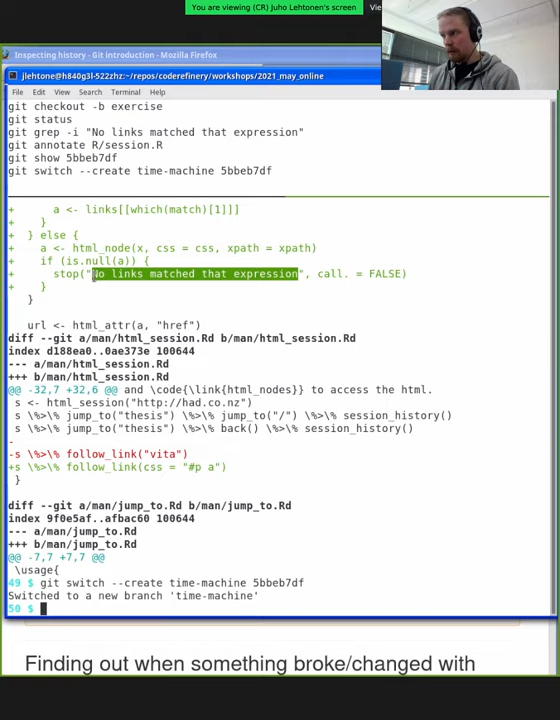 You are viewing (CR) Juho Lehtonen's screen
Vie
Inspecting history - Git introduction - Mozilla Firefox
jlehtone@h840g3l-522zhz:~/repos/coderefinery/workshops/2021_may_online
File Edit View Search Terminal Help
git checkout -b exercise
git status
git grep -i "No links matched that expression"
git annotate R/session.R
git show 5bbeb7df
git switch --create time-machine 5bbeb7df
+      a <- links[[which(match)[1]]]
+    }
+  } else {
+    a <- html_node(x, css = css, xpath = xpath)
+    if (is.null(a)) {
+      stop("No links matched that expression", call. = FALSE)
+    }
   }
   url <- html_attr(a, "href")
diff --git a/man/html_session.Rd b/man/html_session.Rd
index d188ea0..0ae373e 100644
--- a/man/html_session.Rd
+++ b/man/html_session.Rd
@@ -32,7 +32,6 @@ and \code{\link{html_nodes}} to access the html.
 s <- html_session("http://had.co.nz")
 s \%>\% jump_to("thesis") \%>\% jump_to("/") \%>\% session_history()
 s \%>\% jump_to("thesis") \%>\% back() \%>\% session_history()
-
-s \%>\% follow_link("vita")
+s \%>\% follow_link(css = "#p a")
 }
diff --git a/man/jump_to.Rd b/man/jump_to.Rd
index 9f0e5af..afbac60 100644
--- a/man/jump_to.Rd
+++ b/man/jump_to.Rd
@@ -7,7 +7,7 @@
 \usage{
49 $ git switch --create time-machine 5bbeb7df
Switched to a new branch 'time-machine'
50 $
Finding out when something broke/changed with